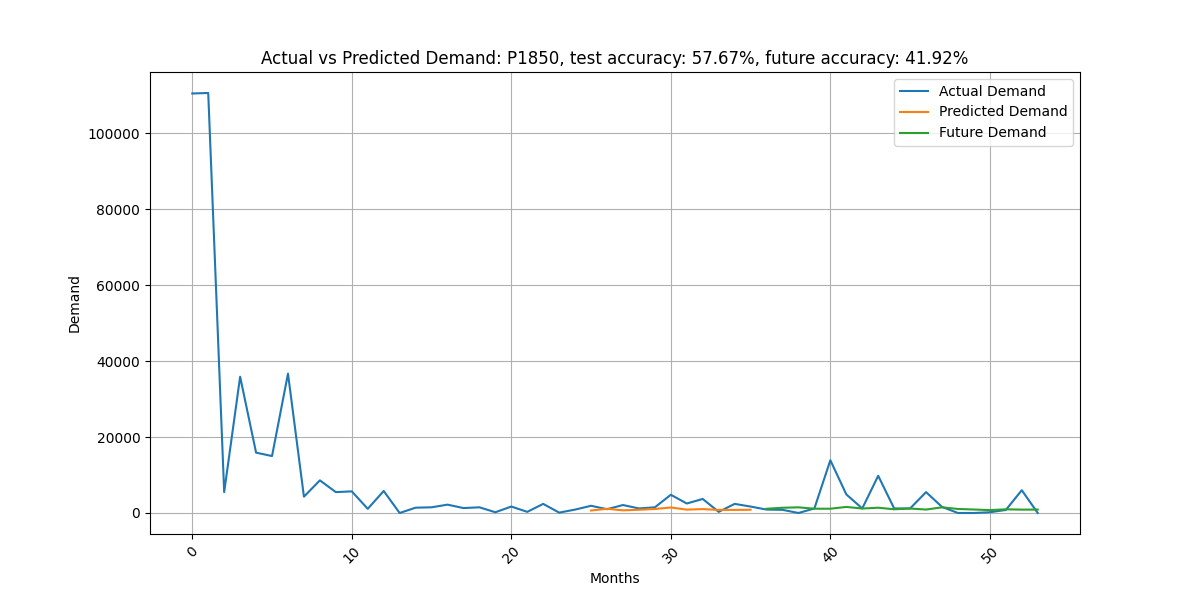 Actual vs Predicted Demand: P1850, test accuracy: 57.67%, future accuracy: 41.92%
Actual Demand
Predicted Demand
Future Demand
100000
80000
60000
40000
20000
0
Demand
0
10
20
30
40
50
Months